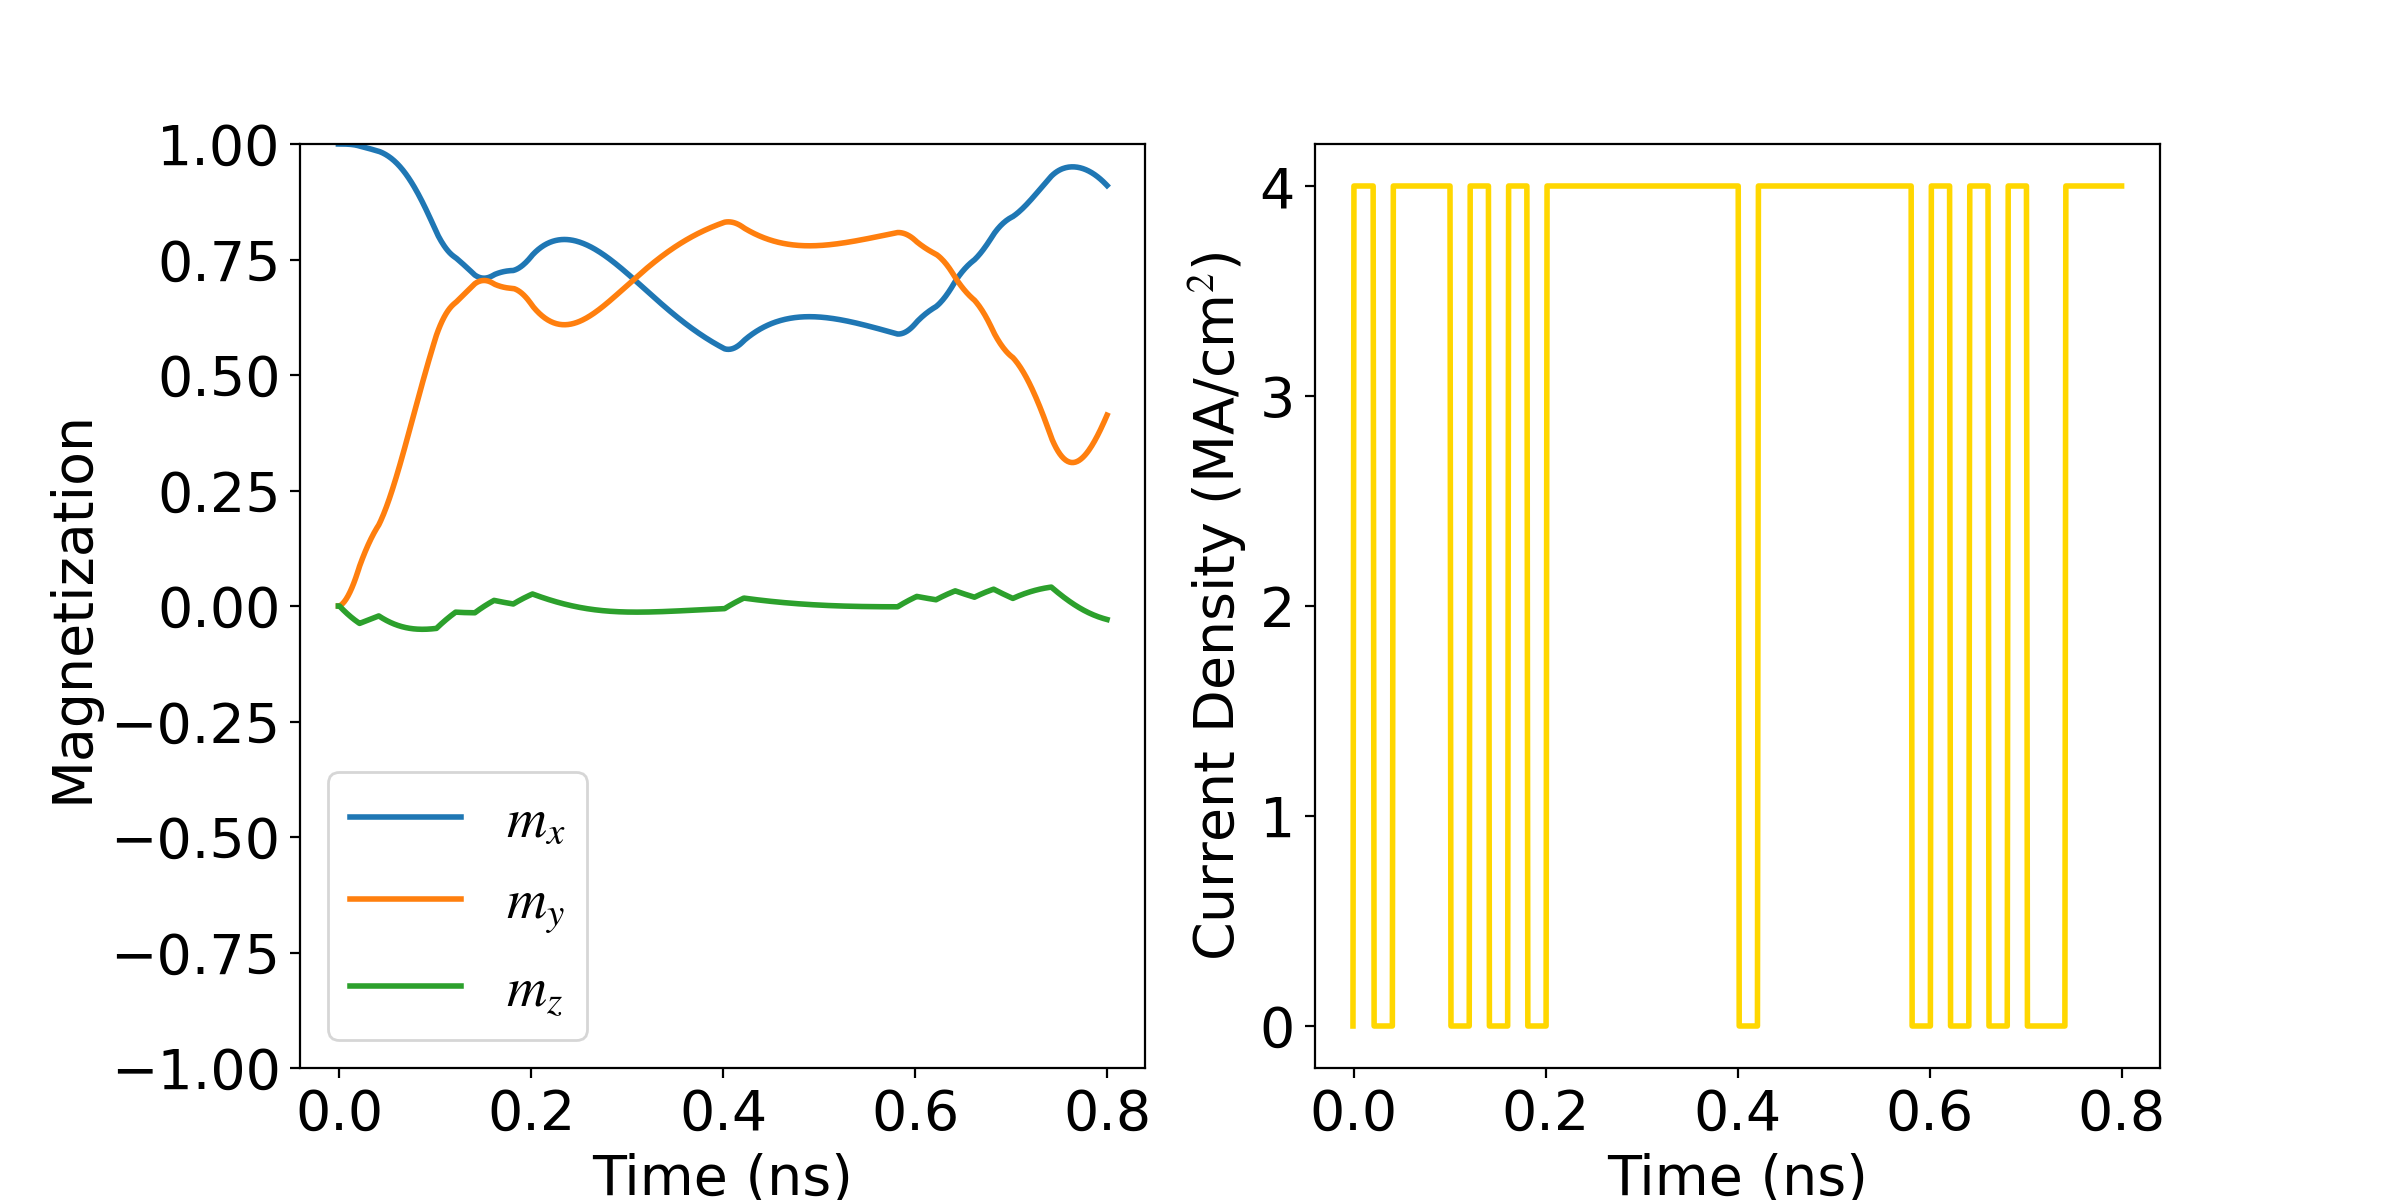 Magnetization
1.00
0.75
0.50
0.25
0.00
−0.25
−0.50
−0.75
−1.00
m_x
m_y
m_z
0.0 0.2 0.4 0.6 0.8
Time (ns)
Current Density (MA/cm²)
4
3
2
1
0
0.0 0.2 0.4 0.6 0.8
Time (ns)